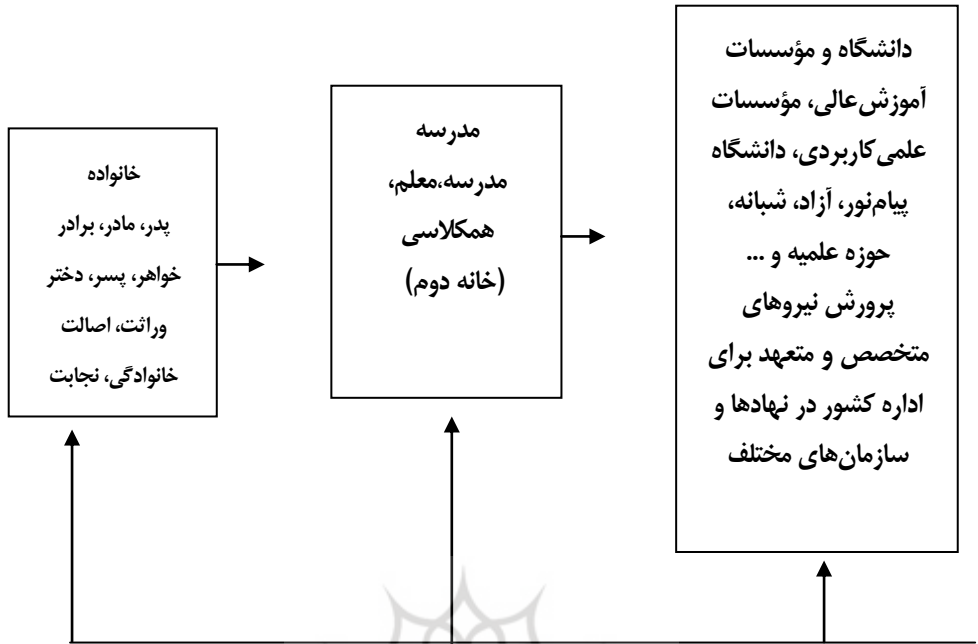 خانواده
پدر، مادر، برادر
خواهر، پسر، دختر
وراثت، اصالت
خانوادگی، نجابت
مدرسه
مدرسه،معلم،
همکلاسی
(خانه دوم)
دانشگاه و مؤسسات
آموزش‌عالی، مؤسسات
علمی‌کاربردی، دانشگاه
پیام‌نور، آزاد، شبانه،
حوزه علمیه و ...
پرورش نیروهای
متخصص و متعهد برای
اداره کشور در نهادها و
سازمان‌های مختلف